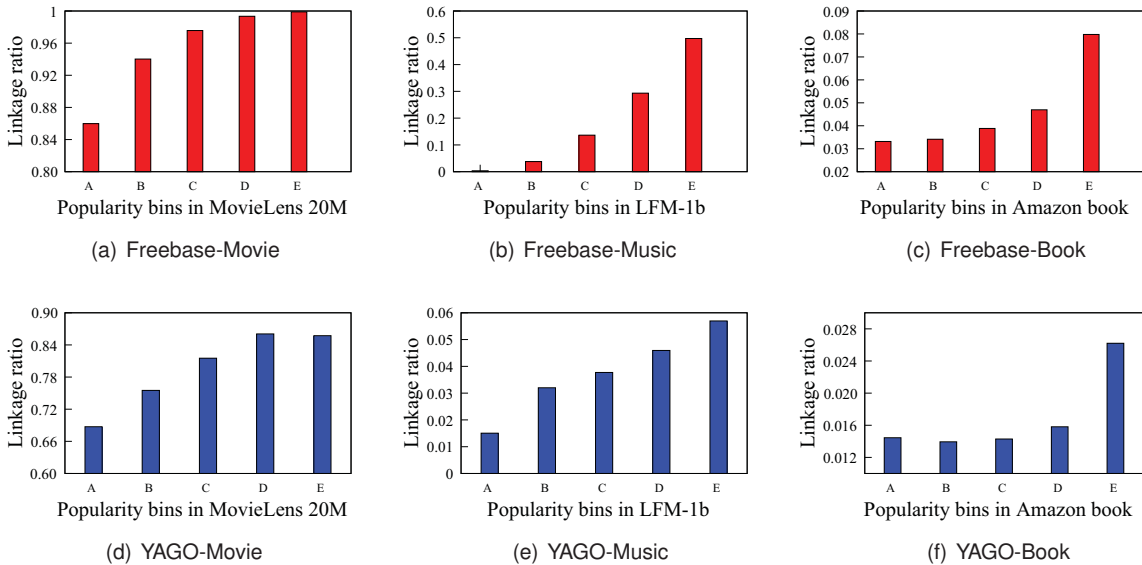 Linkage ratio
1
0.96
0.92
0.88
0.84
0.80
A B C D E
Popularity bins in MovieLens 20M
(a) Freebase-Movie
Linkage ratio
0.6
0.5
0.4
0.3
0.2
0.1
0
A B C D E
Popularity bins in LFM-1b
(b) Freebase-Music
Linkage ratio
0.09
0.08
0.07
0.06
0.05
0.04
0.03
0.02
A B C D E
Popularity bins in Amazon book
(c) Freebase-Book
Linkage ratio
0.90
0.84
0.78
0.72
0.66
0.60
A B C D E
Popularity bins in MovieLens 20M
(d) YAGO-Movie
Linkage ratio
0.06
0.05
0.04
0.03
0.02
0.01
0
A B C D E
Popularity bins in LFM-1b
(e) YAGO-Music
Linkage ratio
0.028
0.024
0.020
0.016
0.012
A B C D E
Popularity bins in Amazon book
(f) YAGO-Book